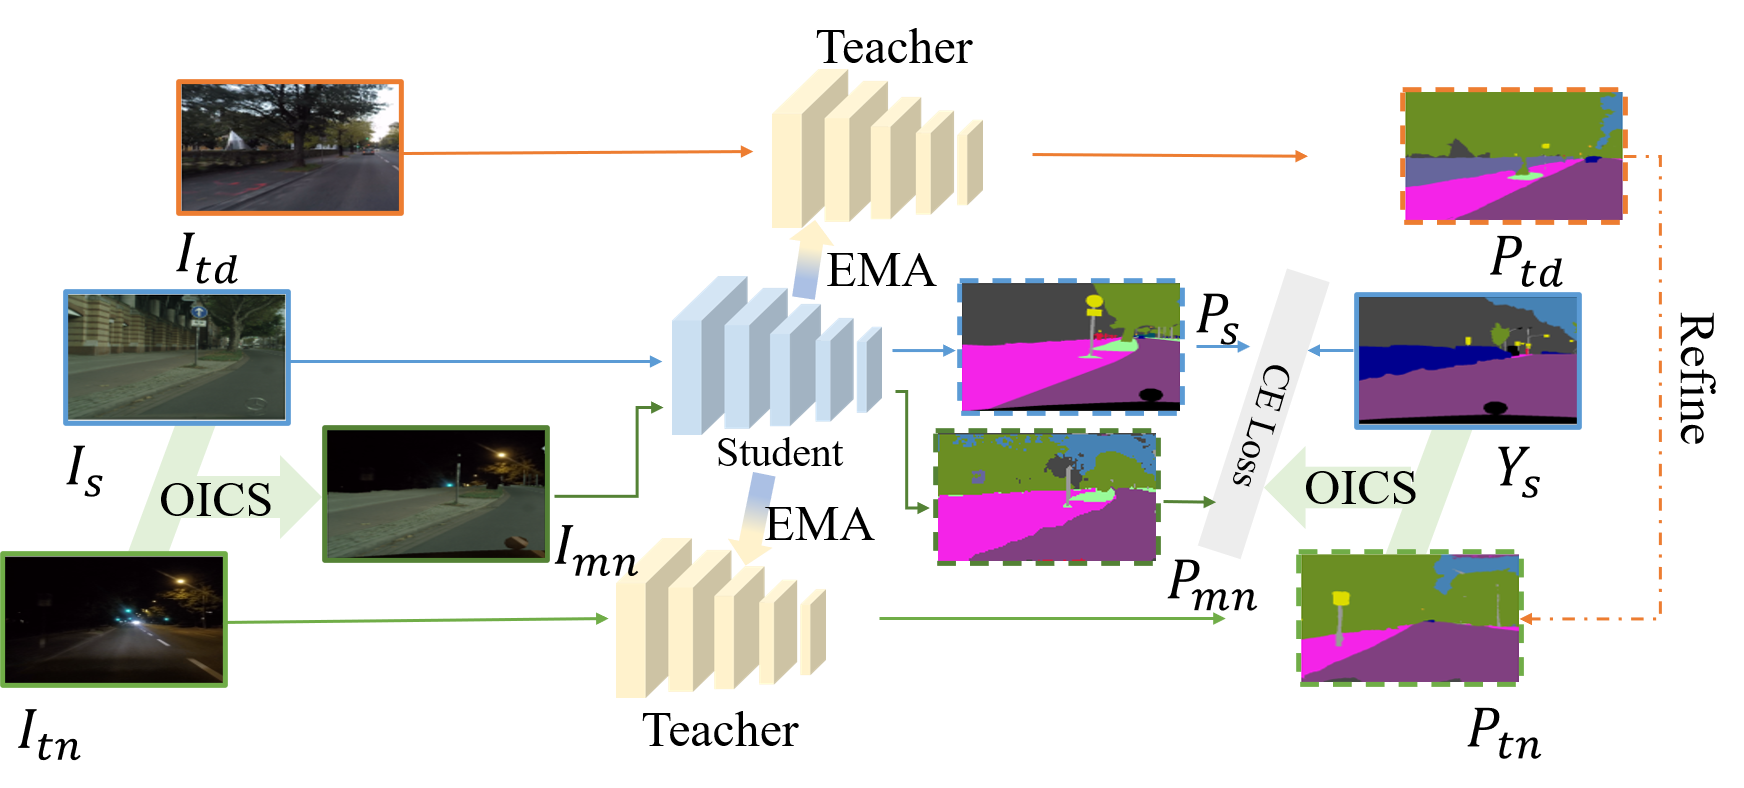 Teacher
I_{td}
P_{td}
EMA
P_s
Refine
CE Loss
Student
I_s
OICS
OICS
Y_s
EMA
I_{mn}
P_{mn}
I_{tn}
Teacher
P_{tn}